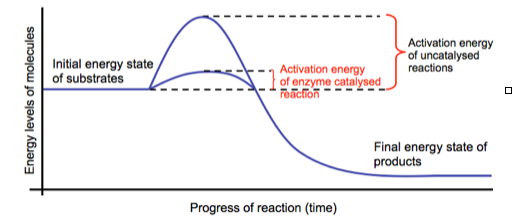 Energy levels of molecules
Initial energy state
of substrates
Activation energy
of enzyme catalysed
reaction
Activation energy
of uncatalysed
reactions
Final energy state of
products
Progress of reaction (time)